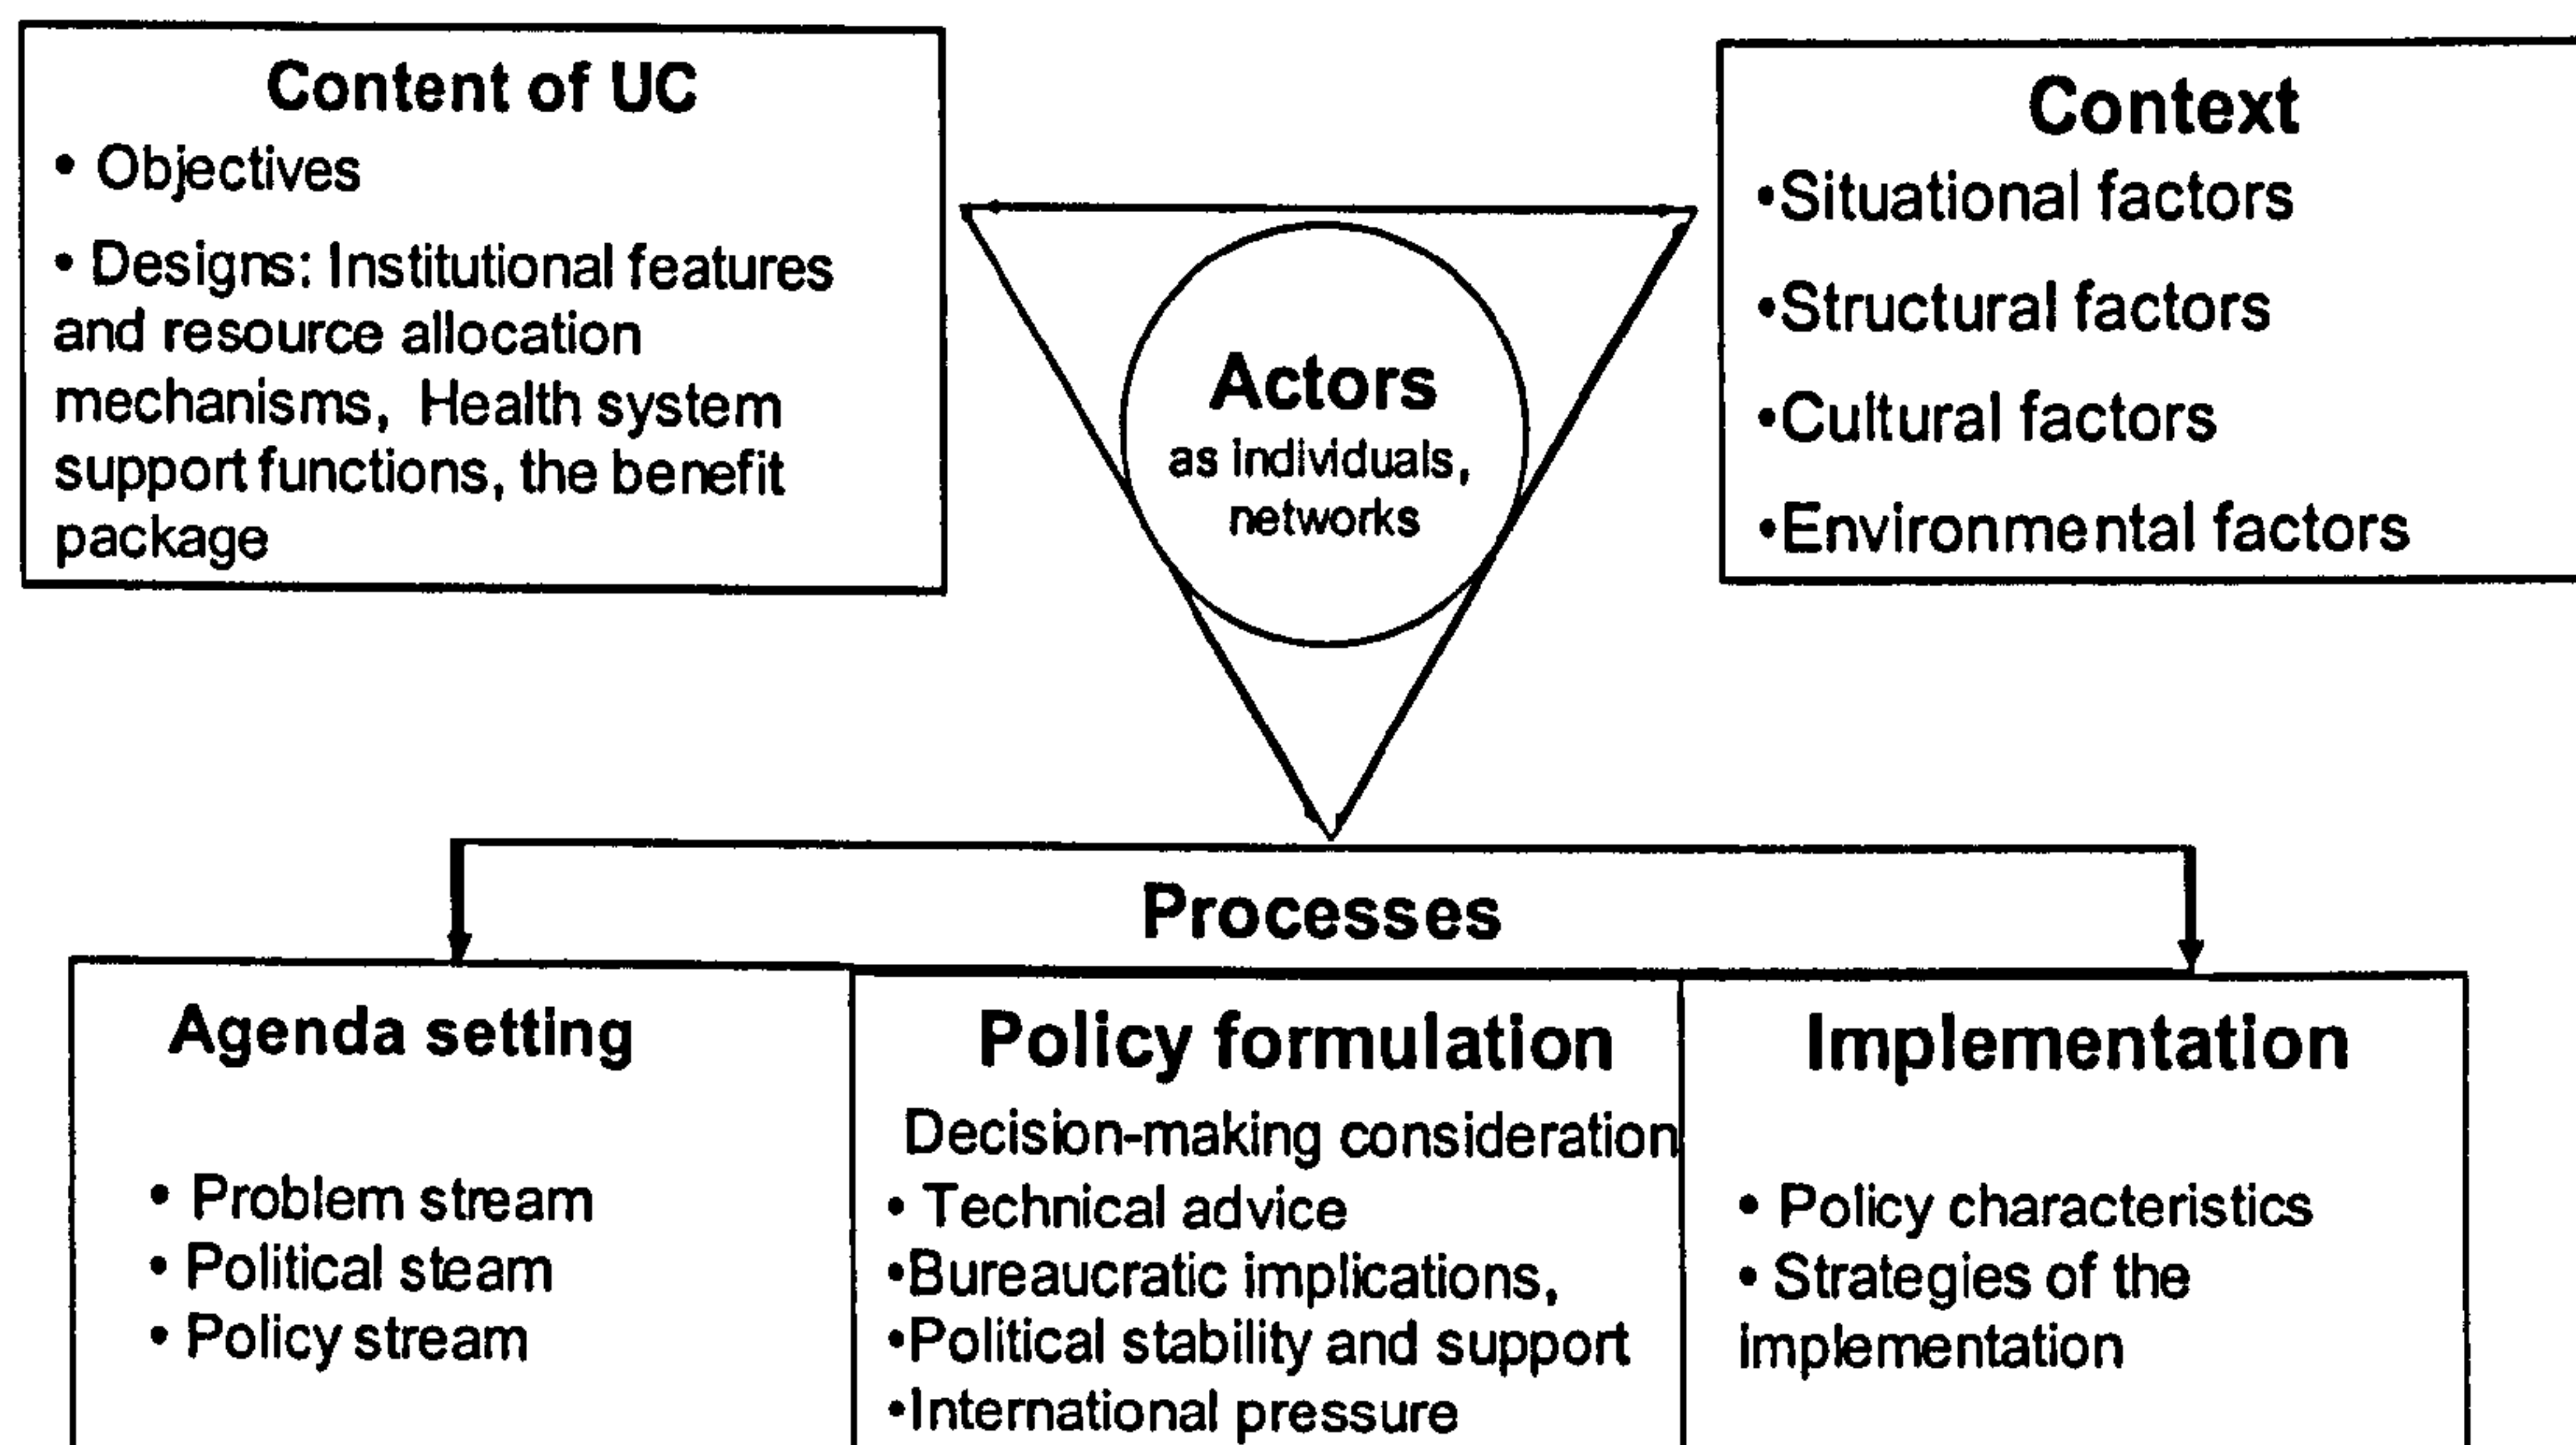 Content of UC
• Objectives
• Designs: Institutional features
and resource allocation
mechanisms, Health system
support functions, the benefit
package
Context
•Situational factors
•Structural factors
•Cultural factors
•Environmental factors
Actors
as individuals,
networks
Processes
Agenda setting
• Problem stream
• Political steam
• Policy stream
Policy formulation
Decision-making consideration
• Technical advice
•Bureaucratic implications,
•Political stability and support
•International pressure
Implementation
• Policy characteristics
• Strategies of the
implementation